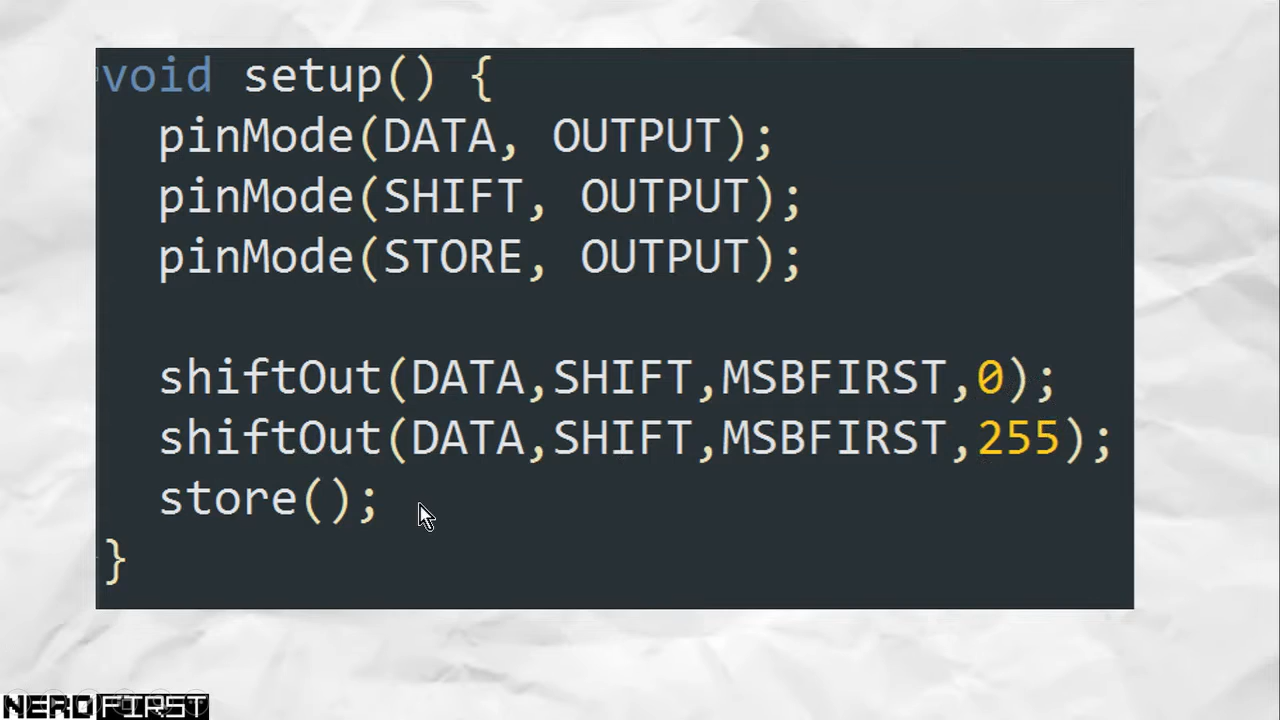 void setup() {
  pinMode(DATA, OUTPUT);
  pinMode(SHIFT, OUTPUT);
  pinMode(STORE, OUTPUT);

  shiftOut(DATA,SHIFT,MSBFIRST,0);
  shiftOut(DATA,SHIFT,MSBFIRST,255);
  store();
}
NERDFIRST